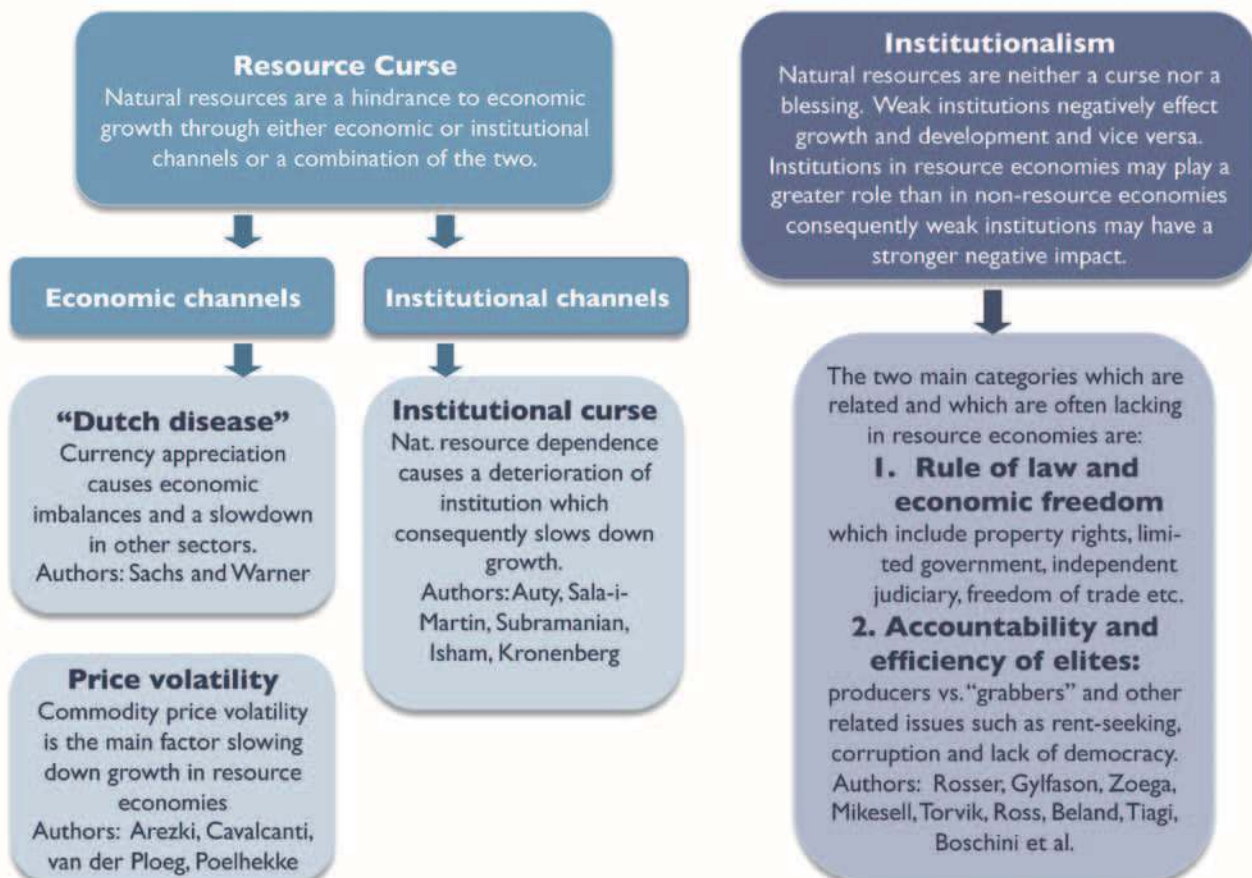 Resource Curse
Natural resources are a hindrance to economic
growth through either economic or institutional
channels or a combination of the two.
Economic channels
Institutional channels
“Dutch disease”
Currency appreciation
causes economic
imbalances and a slowdown
in other sectors.
Authors: Sachs and Warner
Price volatility
Commodity price volatility
is the main factor slowing
down growth in resource
economies
Authors: Arezki, Cavalcanti,
van der Ploeg, Poelhekke
Institutional curse
Nat. resource dependence
causes a deterioration of
institution which
consequently slows down
growth.
Authors: Auty, Sala-i-
Martin, Subramanian,
Isham, Kronenberg
Institutionalism
Natural resources are neither a curse nor a
blessing. Weak institutions negatively effect
growth and development and vice versa.
Institutions in resource economies may play a
greater role than in non-resource economies
consequently weak institutions may have a
stronger negative impact.
The two main categories which are
related and which are often lacking
in resource economies are:
1. Rule of law and
economic freedom
which include property rights, limi-
ted government, independent
judiciary, freedom of trade etc.
2. Accountability and
efficiency of elites:
producers vs. “grabbers” and other
related issues such as rent-seeking,
corruption and lack of democracy.
Authors: Rosser, Gylfason, Zoega,
Mikesell, Torvik, Ross, Beland, Tiagi,
Boschini et al.